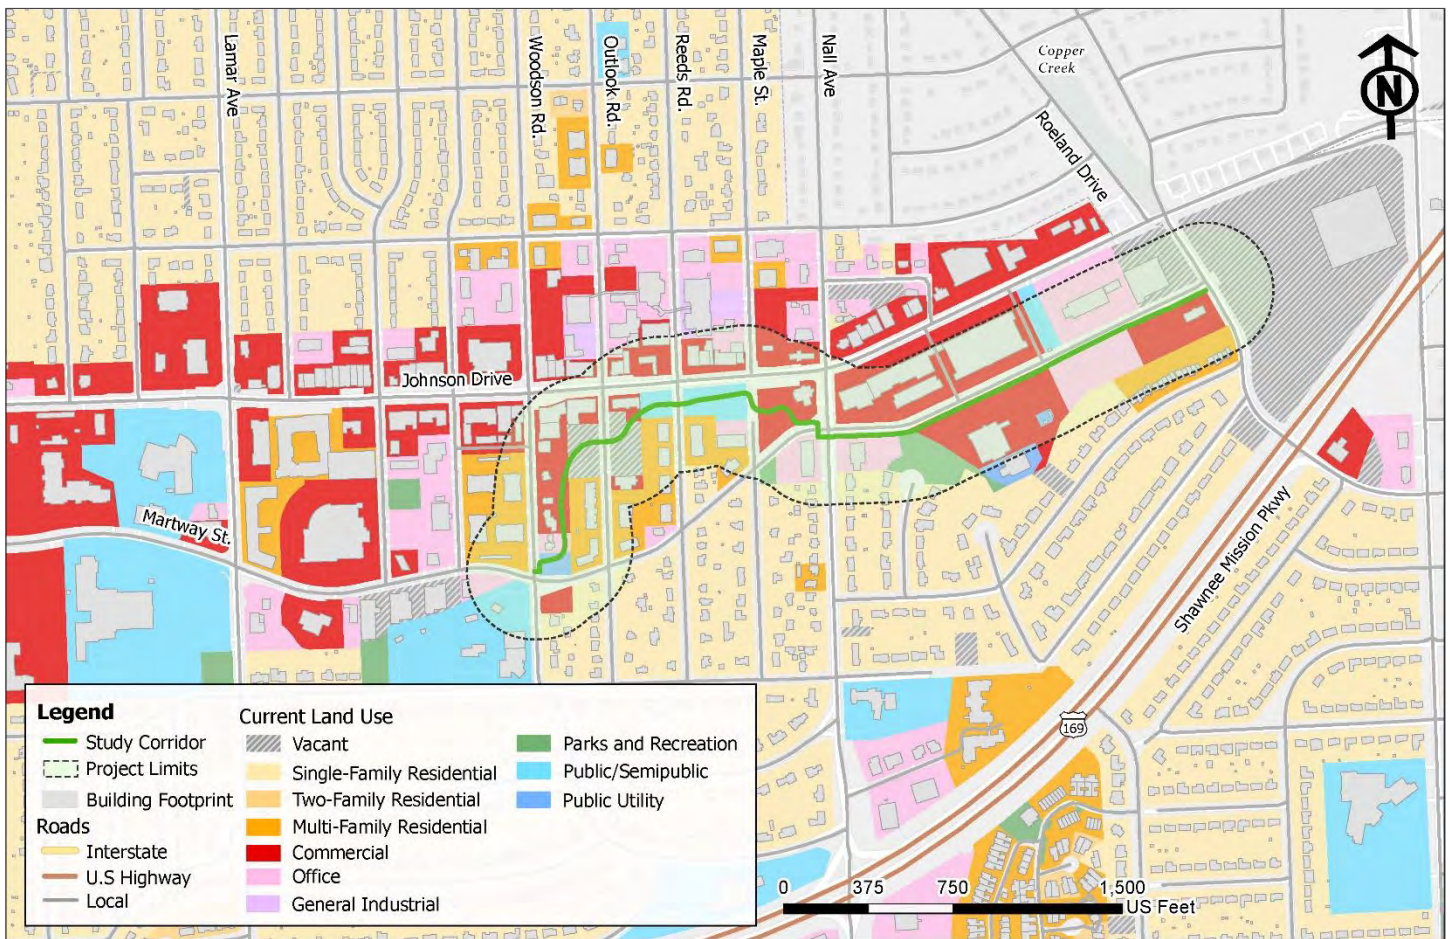 Lamar Ave
Woodson Rd.
Outlook Rd.
Reeds Rd.
Maple St.
Nall Ave
Copper
Creek
Roeland Drive
N
Johnson Drive
Martway St.
Shawnee Mission Pkwy
169
Legend
Study Corridor
Project Limits
Building Footprint
Roads
Interstate
U.S Highway
Local
Current Land Use
Vacant
Single-Family Residential
Two-Family Residential
Multi-Family Residential
Commercial
Office
General Industrial
Parks and Recreation
Public/Semipublic
Public Utility
0 375 750 1,500
US Feet